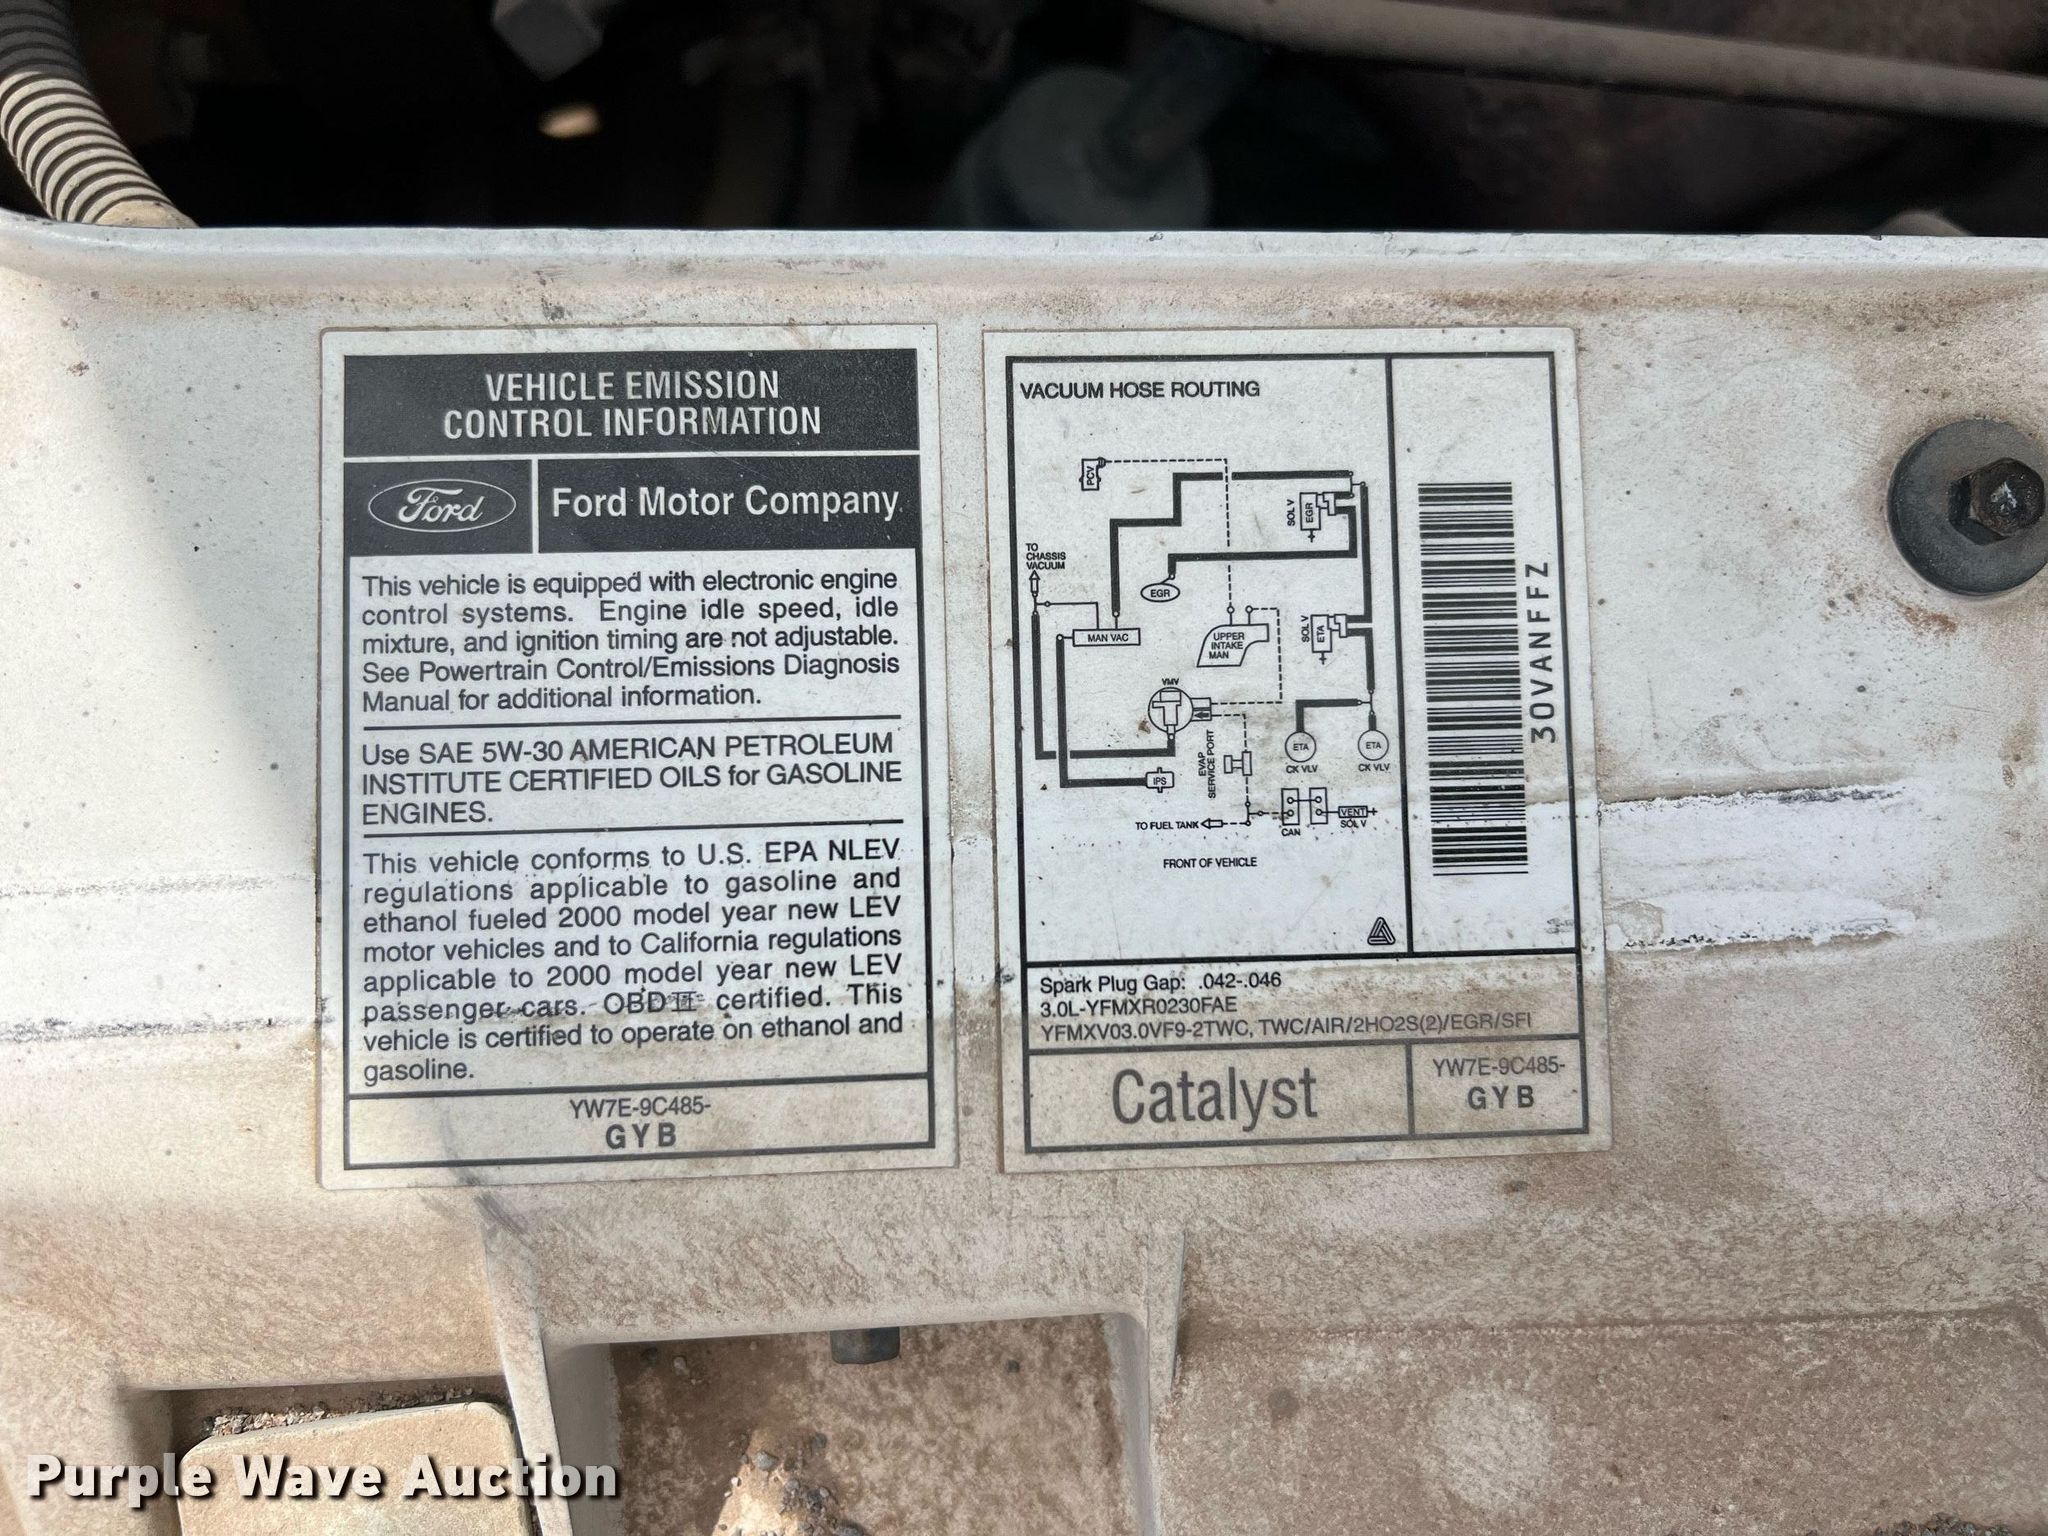 VEHICLE EMISSION
CONTROL INFORMATION
Ford
Ford Motor Company
This vehicle is equipped with electronic engine
control systems. Engine idle speed, idle
mixture, and ignition timing are not adjustable.
See Powertrain Control/Emissions Diagnosis
Manual for additional information.
Use SAE 5W-30 AMERICAN PETROLEUM
INSTITUTE CERTIFIED OILS for GASOLINE
ENGINES.
This vehicle conforms to U.S. EPA NLEV
regulations applicable to gasoline and
ethanol fueled 2000 model year new LEV
motor vehicles and to California regulations
applicable to 2000 model year new LEV
passenger cars. OBD II certified. This
vehicle is certified to operate on ethanol and
gasoline.
YW7E-9C485-
GYB
VACUUM HOSE ROUTING
PCV
SOL V
EGR
TO
CHASSIS
VACUUM
EGR
MAN VAC
UPPER
INTAKE
MAN
SOL V
ETA
VMV
EVAP
SERVICE PORT
ETA
CK VLV
ETA
CK VLV
IPS
TO FUEL TANK
CAN
VENT
SOL V
FRONT OF VEHICLE
30VANFFZ
Spark Plug Gap: .042-.046
3.0L-YFMXR0230FAE
YFMXV03.0VF9-2TWC, TWC/AIR/2HO2S(2)/EGR/SFI
Catalyst
YW7E-9C485-
GYB
Purple Wave Auction